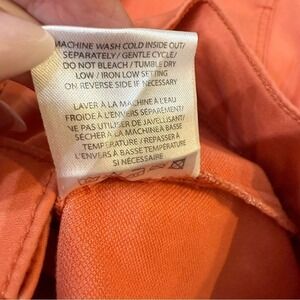 MACHINE WASH COLD INSIDE OUT/
SEPARATELY / GENTLE CYCLE/
DO NOT BLEACH / TUMBLE DRY
LOW / IRON LOW SETTING
ON REVERSE SIDE IF NECESSARY
LAVER À LA MACHINE À L'EAU
FROIDE À L'ENVERS SÉPARÉMENT/
NE PAS UTILISER DE JAVELLISANT/
SÉCHER À LA MACHINE À BASSE
TEMPÉRATURE / REPASSER À
L'ENVERS À BASSE TEMPÉRATURE
SI NÉCESSAIRE